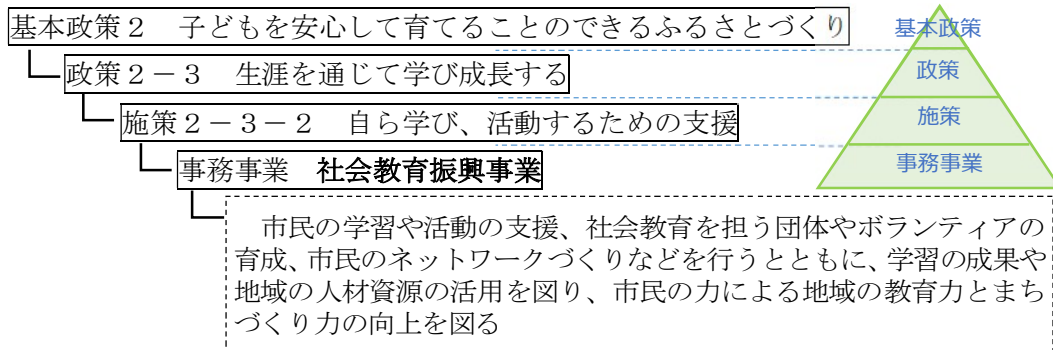 基本政策２　子どもを安心して育てることのできるふるさとづくり
政策２－３　生涯を通じて学び成長する
施策２－３－２　自ら学び、活動するための支援
事務事業　社会教育振興事業
市民の学習や活動の支援、社会教育を担う団体やボランティアの
育成、市民のネットワークづくりなどを行うとともに、学習の成果や
地域の人材資源の活用を図り、市民の力による地域の教育力とまち
づくり力の向上を図る
基本政策
政策
施策
事務事業